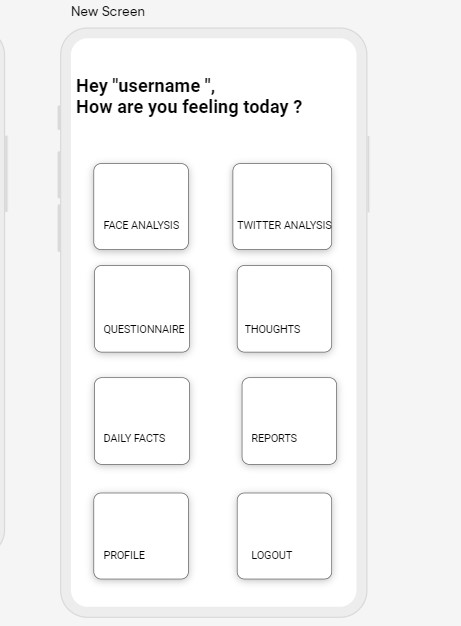 New Screen
Hey "username ",
How are you feeling today ?
FACE ANALYSIS
TWITTER ANALYSIS
QUESTIONNAIRE
THOUGHTS
DAILY FACTS
REPORTS
PROFILE
LOGOUT